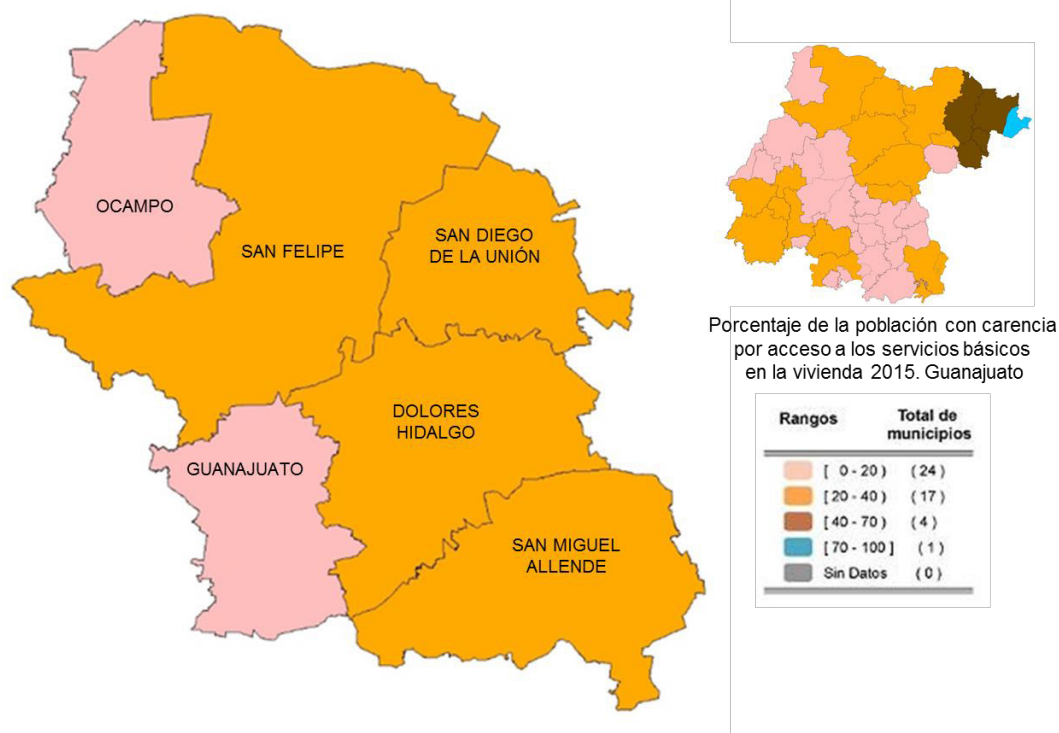 OCAMPO
SAN FELIPE
SAN DIEGO
DE LA UNIÓN
DOLORES
HIDALGO
GUANAJUATO
SAN MIGUEL
ALLENDE
Porcentaje de la población con carencia
por acceso a los servicios básicos
en la vivienda 2015. Guanajuato
Rangos Total de
municipios
[ 0 - 20 ) ( 24 )
[ 20 - 40 ) ( 17 )
[ 40 - 70 ) ( 4 )
[ 70 - 100 ] ( 1 )
Sin Datos ( 0 )